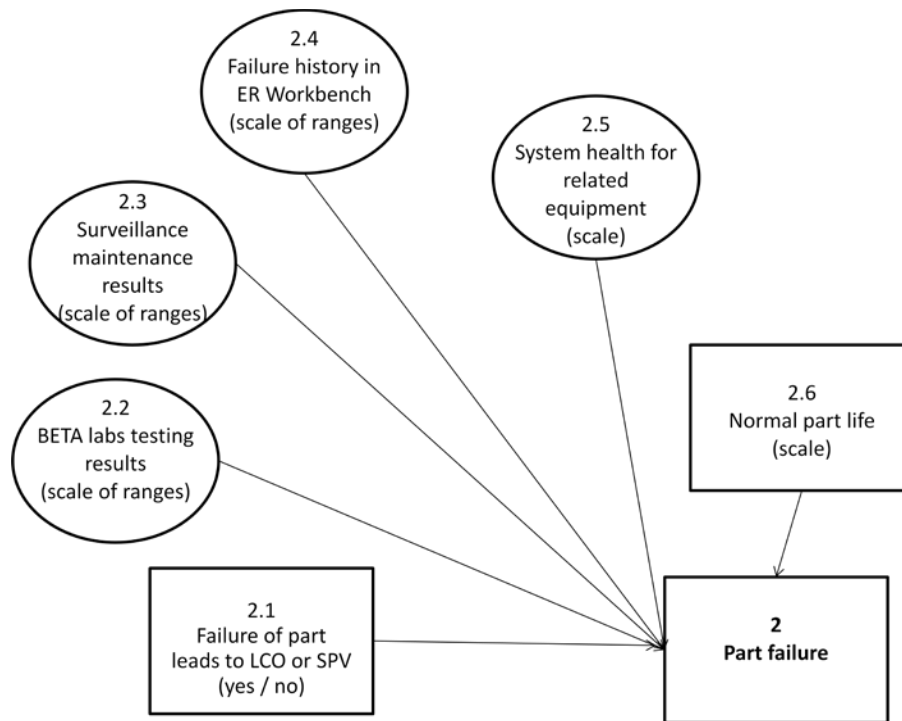 2.4
Failure history in
ER Workbench
(scale of ranges)
2.5
System health for
related
equipment
(scale)
2.3
Surveillance
maintenance
results
(scale of ranges)
2.6
Normal part life
(scale)
2.2
BETA labs testing
results
(scale of ranges)
2.1
Failure of part
leads to LCO or SPV
(yes / no)
2
Part failure